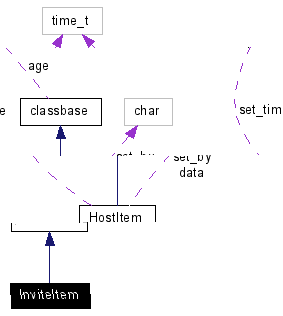 time_t
age
classbase
char
set_tim
set_by
data
HostItem
InviteItem